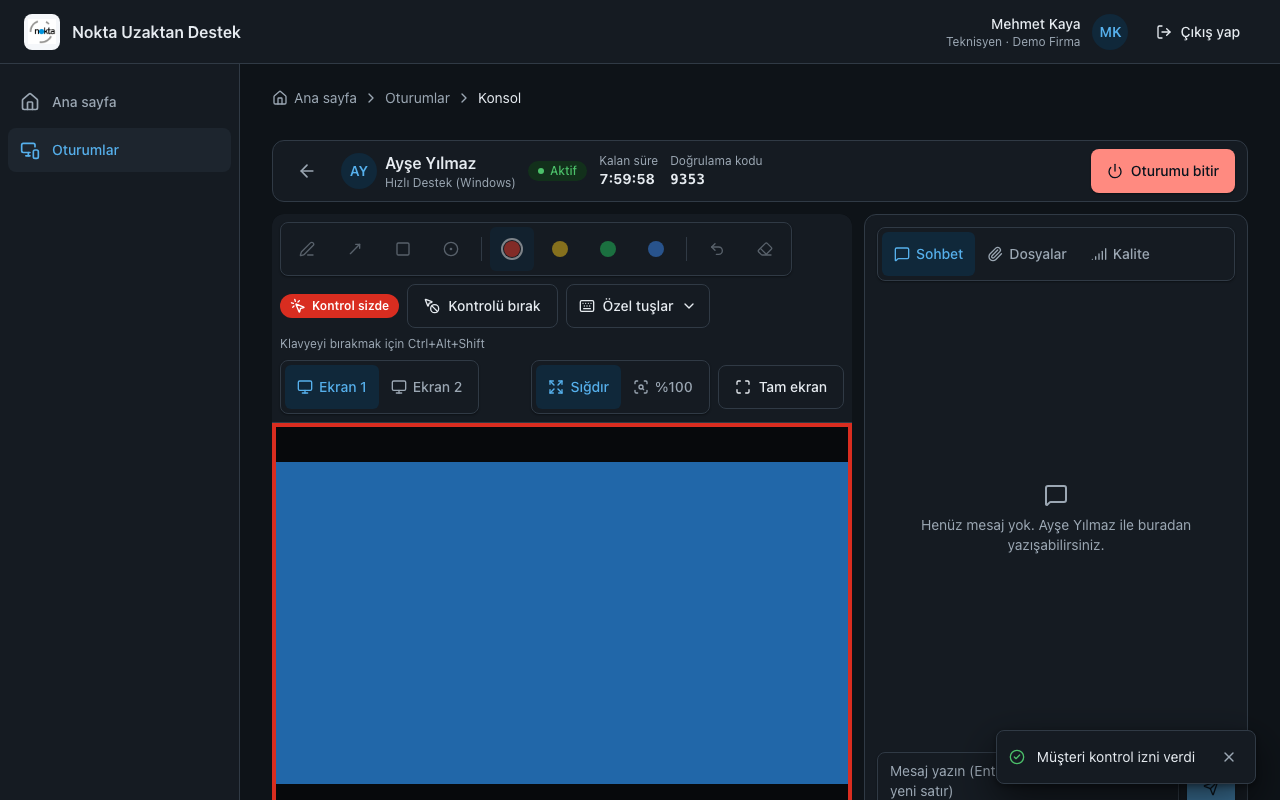 nokta
Nokta Uzaktan Destek
Mehmet Kaya
Teknisyen · Demo Firma
MK
Çıkış yap
Ana sayfa
Oturumlar
Ana sayfa
Oturumlar
Konsol
AY
Ayşe Yılmaz
Hızlı Destek (Windows)
Aktif
Kalan süre
7:59:58
Doğrulama kodu
9353
Oturumu bitir
Kontrol sizde
Kontrolü bırak
Özel tuşlar
Klavyeyi bırakmak için Ctrl+Alt+Shift
Ekran 1
Ekran 2
Sığdır
%100
Tam ekran
Sohbet
Dosyalar
Kalite
Henüz mesaj yok. Ayşe Yılmaz ile buradan
yazışabilirsiniz.
Mesaj yazın (Ent
yeni satır)
Müşteri kontrol izni verdi